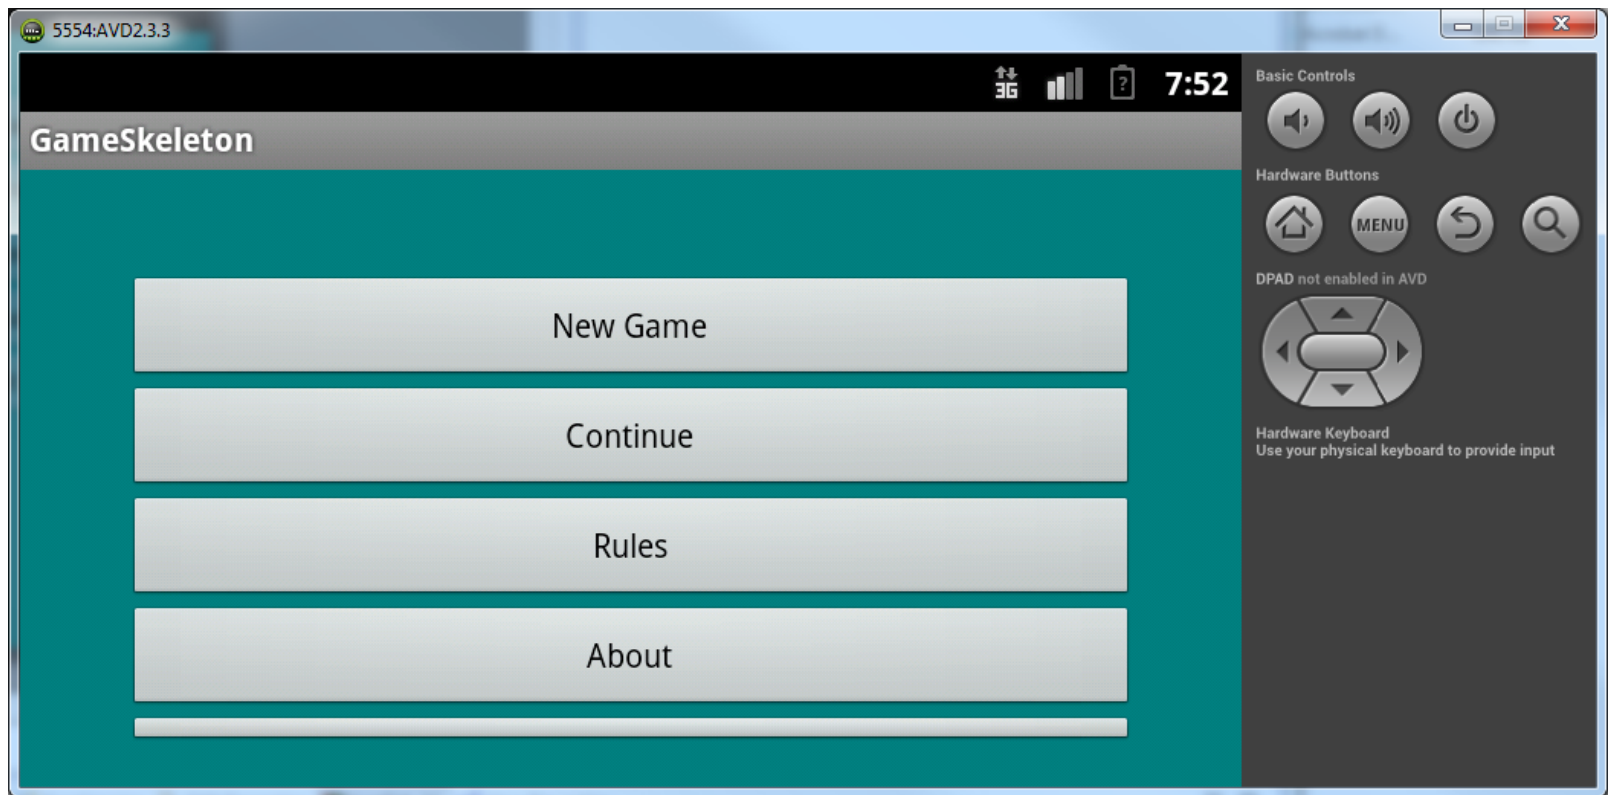 5554:AVD2.3.3
3G
?
7:52
GameSkeleton
New Game
Continue
Rules
About
Basic Controls
Hardware Buttons
MENU
DPAD not enabled in AVD
Hardware Keyboard
Use your physical keyboard to provide input